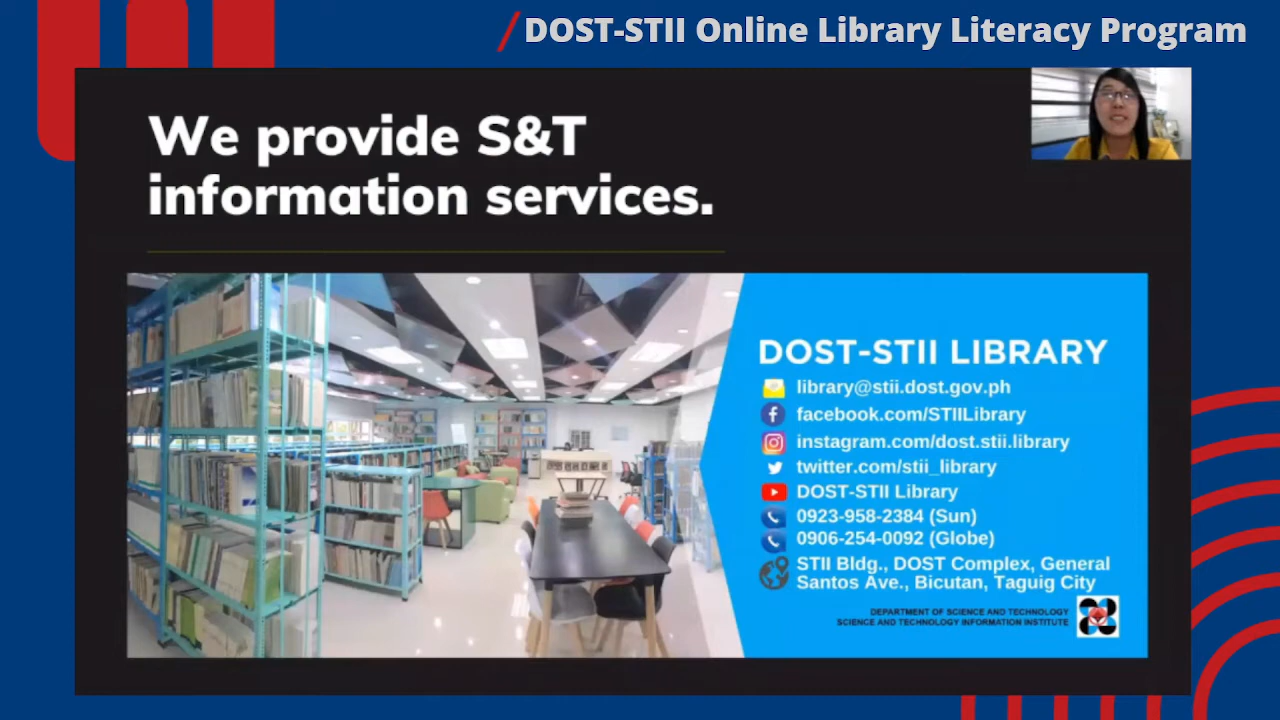 /DOST-STII Online Library Literacy Program
We provide S&T
information services.
DOST-STII LIBRARY
library@stii.dost.gov.ph
facebook.com/STIILibrary
instagram.com/dost.stii.library
twitter.com/stii_library
DOST-STII Library
0923-958-2384 (Sun)
0906-254-0092 (Globe)
STII Bldg., DOST Complex, General
Santos Ave., Bicutan, Taguig City
DEPARTMENT OF SCIENCE AND TECHNOLOGY
SCIENCE AND TECHNOLOGY INFORMATION INSTITUTE